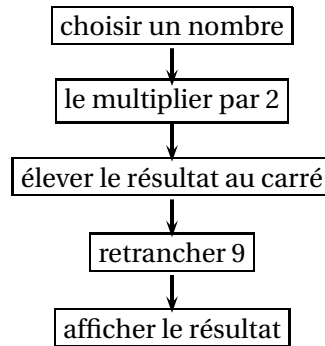 choisir un nombre
le multiplier par 2
élever le résultat au carré
retrancher 9
afficher le résultat